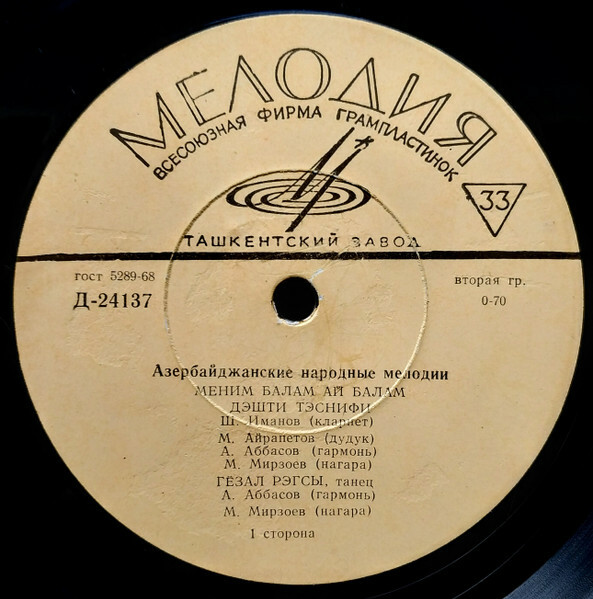 МЕЛОДИЯ
ВСЕСОЮЗНАЯ ФИРМА ГРАМПЛАСТИНОК
33
ТАШКЕНТСКИЙ ЗАВОД
гост 5289-68
Д-24137
вторая гр.
0-70
Азербайджанские народные мелодии
МЕНИМ БАЛАМ АЙ БАЛАМ
ДЭШТИ ТЭСНИФИ
Ш. Иманов (кларнет)
М. Айрапетов (дудук)
А. Аббасов (гармонь)
М. Мирзоев (нагара)
ГЁЗАЛ РЭГСЫ, танец
А. Аббасов (гармонь)
М. Мирзоев (нагара)
1 сторона